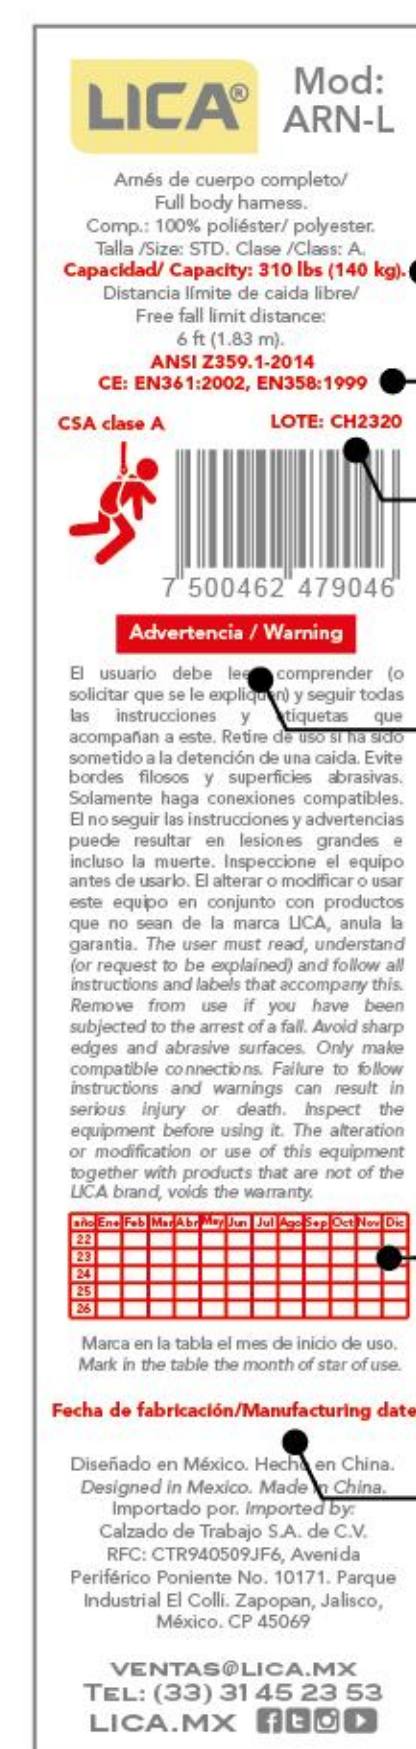 LICA®
Mod:
ARN-L
Arnés de cuerpo completo/
Full body harness.
Comp.: 100% poliéster/ polyester.
Talla /Size: STD. Clase /Class: A.
Capacidad/ Capacity: 310 lbs (140 kg).
Distancia límite de caida libre/
Free fall limit distance:
6 ft (1.83 m).
ANSI Z359.1-2014
CE: EN361:2002, EN358:1999
CSA clase A
LOTE: CH2320
7 500462 479046
Advertencia / Warning
El usuario debe leer comprender (o
solicitar que se le expliquen) y seguir todas
las instrucciones y etiquetas que
acompañan a este. Retire de uso si ha sido
sometido a la detención de una caida. Evite
bordes filosos y superficies abrasivas.
Solamente haga conexiones compatibles.
El no seguir las instrucciones y advertencias
puede resultar en lesiones grandes e
incluso la muerte. Inspeccione el equipo
antes de usarlo. El alterar o modificar o usar
este equipo en conjunto con productos
que no sean de la marca LICA, anula la
garantia. The user must read, understand
(or request to be explained) and follow all
instructions and labels that accompany this.
Remove from use if you have been
subjected to the arrest of a fall. Avoid sharp
edges and abrasive surfaces. Only make
compatible connections. Failure to follow
instructions and warnings can result in
serious injury or death. Inspect the
equipment before using it. The alteration
or modification or use of this equipment
together with products that are not of the
LICA brand, voids the warranty.
año Ene Feb Mar Abr May Jun Jul Ago Sep Oct Nov Dic
22
23
24
25
26
Marca en la tabla el mes de inicio de uso.
Mark in the table the month of star of use.
Fecha de fabricación/Manufacturing date
Diseñado en México. Hecho en China.
Designed in Mexico. Made in China.
Importado por. Imported by:
Calzado de Trabajo S.A. de C.V.
RFC: CTR940509JF6, Avenida
Periférico Poniente No. 10171. Parque
Industrial El Colli. Zapopan, Jalisco,
México. CP 45069
VENTAS@LICA.MX
TEL: (33) 31 45 23 53
LICA.MX